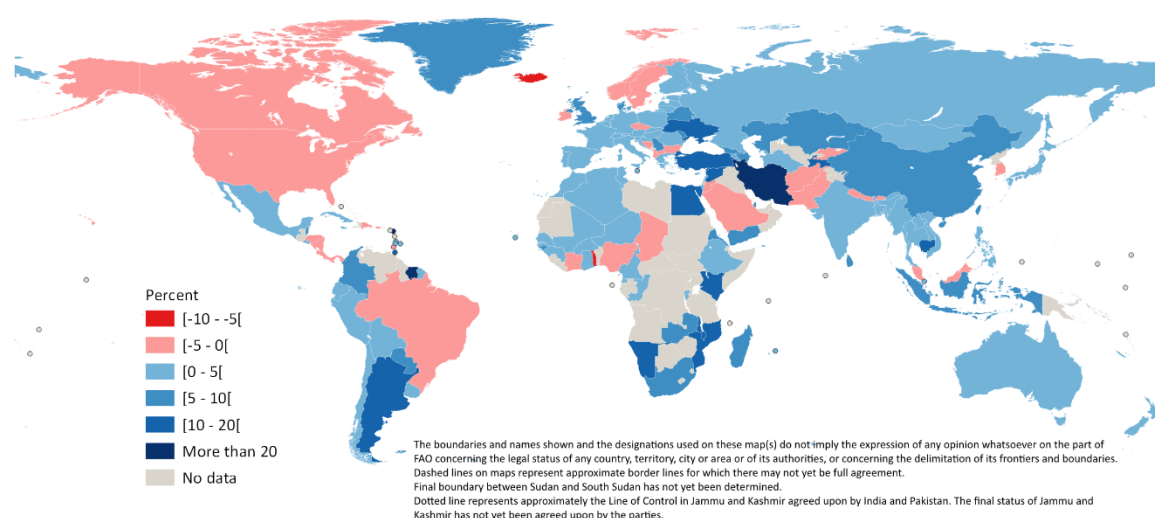 Percent
[-10 - -5[
[-5 - 0[
[0 - 5[
[5 - 10[
[10 - 20[
More than 20
No data
The boundaries and names shown and the designations used on these map(s) do not imply the expression of any opinion whatsoever on the part of
FAO concerning the legal status of any country, territory, city or area or of its authorities, or concerning the delimitation of its frontiers and boundaries.
Dashed lines on maps represent approximate border lines for which there may not yet be full agreement.
Final boundary between Sudan and South Sudan has not yet been determined.
Dotted line represents approximately the Line of Control in Jammu and Kashmir agreed upon by India and Pakistan. The final status of Jammu and
Kashmir has not yet been agreed upon by the parties.